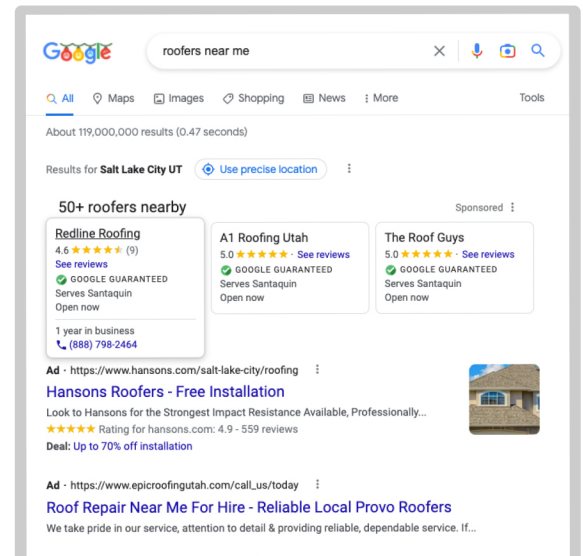 Google
roofers near me
All Maps Images Shopping News More Tools
About 119,000,000 results (0.47 seconds)
Results for Salt Lake City UT Use precise location
50+ roofers nearby Sponsored
Redline Roofing
4.6 (9)
See reviews
GOOGLE GUARANTEED
Serves Santaquin
Open now
1 year in business
(888) 798-2464
A1 Roofing Utah
5.0 · See reviews
GOOGLE GUARANTEED
Serves Santaquin
Open now
The Roof Guys
5.0 · See reviews
GOOGLE GUARANTEED
Serves Santaquin
Open now
Ad · https://www.hansons.com/salt-lake-city/roofing
Hansons Roofers - Free Installation
Look to Hansons for the Strongest Impact Resistance Available, Professionally...
Rating for hansons.com: 4.9 - 559 reviews
Deal: Up to 70% off installation
Ad · https://www.epicroofingutah.com/call_us/today
Roof Repair Near Me For Hire - Reliable Local Provo Roofers
We take pride in our service, attention to detail & providing reliable, dependable service. If...